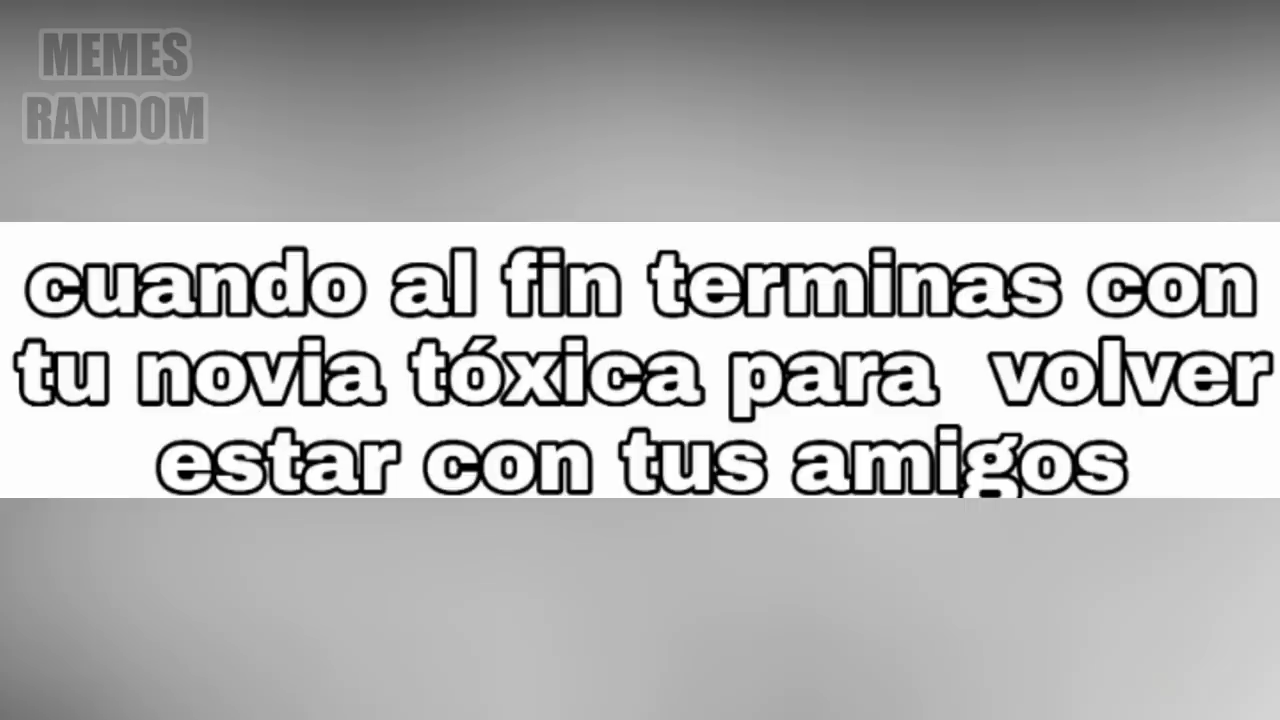 MEMES
RANDOM
cuando al fin terminas con
tu novia tóxica para volver
estar con tus amigos